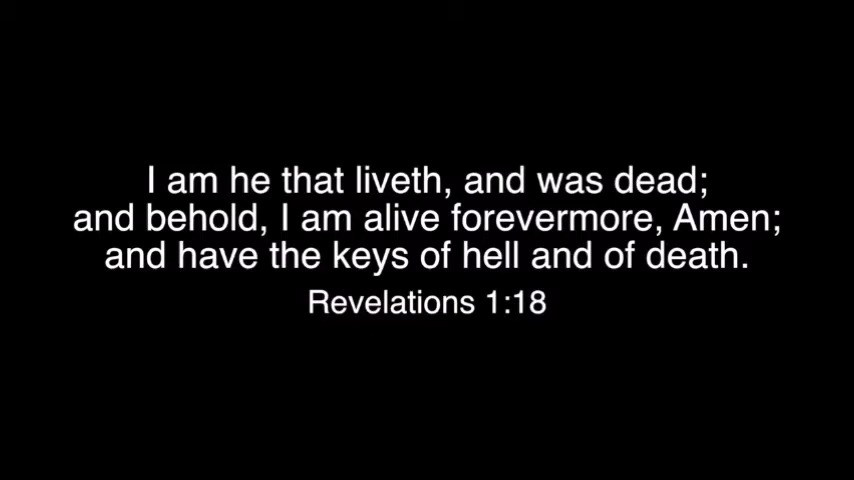 I am he that liveth, and was dead;
and behold, I am alive forevermore, Amen;
and have the keys of hell and of death.
Revelations 1:18